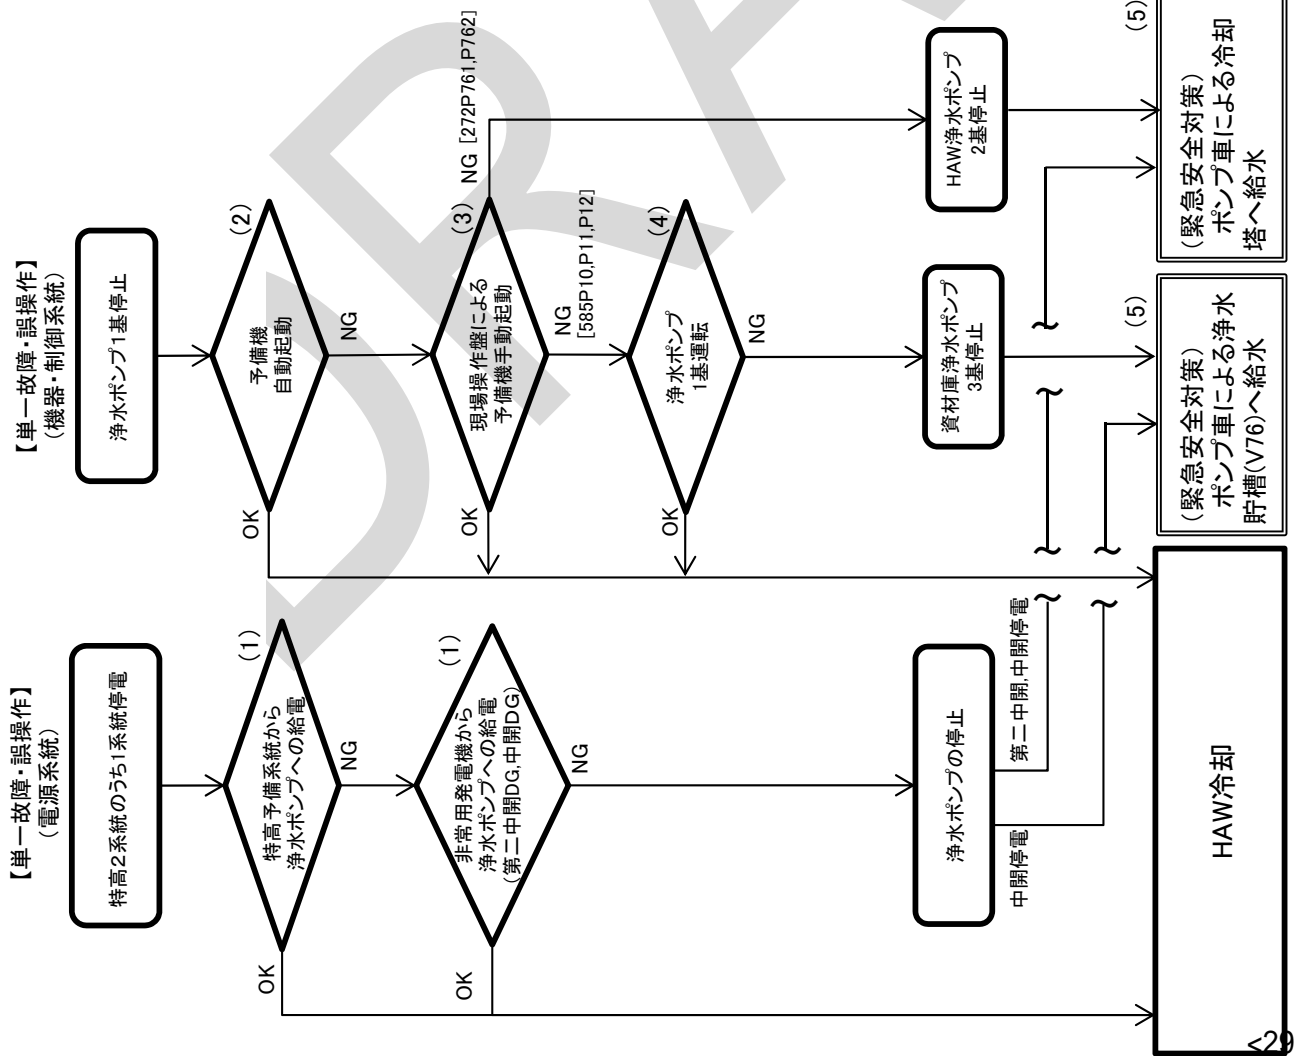 【単一故障・誤操作】
(電源系統)
特高2系統のうち1系統停電
(1)
特高予備系統から
浄水ポンプへの給電
OK
NG
(1)
非常用発電機から
浄水ポンプへの給電
(第二中開DG,中開DG)
OK
NG
浄水ポンプの停止
中開停電
第二中開,中開停電
HAW冷却
【単一故障・誤操作】
(機器・制御系統)
浄水ポンプ1基停止
(2)
予備機
自動起動
OK
NG
(3)
現場操作盤による
予備機手動起動
OK
NG
[585P10,P11,P12]
NG [272P761,P762]
(4)
浄水ポンプ
1基運転
OK
NG
資材庫浄水ポンプ
3基停止
HAW浄水ポンプ
2基停止
(5)
(緊急安全対策)
ポンプ車による浄水
貯槽(V76)へ給水
(5)
(緊急安全対策)
ポンプ車による冷却
塔へ給水
<29
DRA